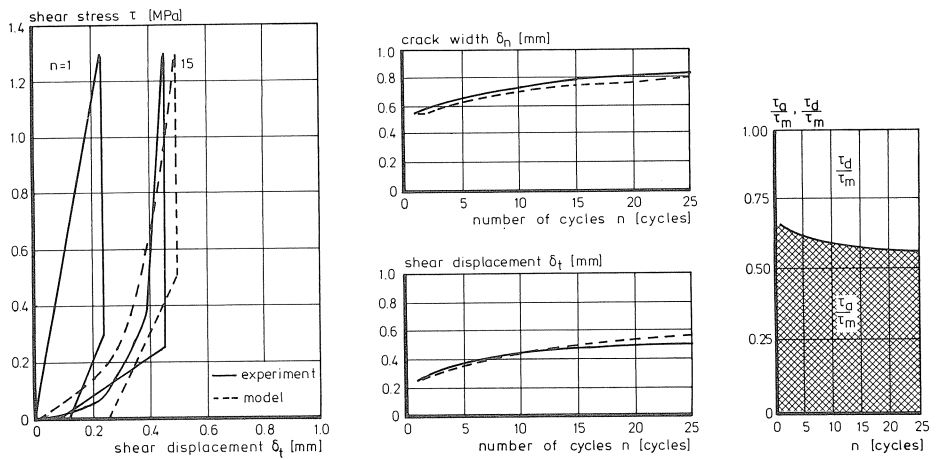 shear stress τ [MPa]
1.4
1.2
1.0
0.8
0.6
0.4
0.2
0
n=1
15
experiment
model
0 0.2 0.4 0.6 0.8 1.0
shear displacement δt [mm]
crack width δn [mm]
1.0
0.8
0.6
0.4
0.2
0
0 5 10 15 20 25
number of cycles n [cycles]
shear displacement δt [mm]
1.0
0.8
0.6
0.4
0.2
0
0 5 10 15 20 25
number of cycles n [cycles]
τa/τm, τd/τm
1.00
0.75
0.50
0.25
0
τd/τm
τa/τm
0 5 10 15 20 25
n [cycles]